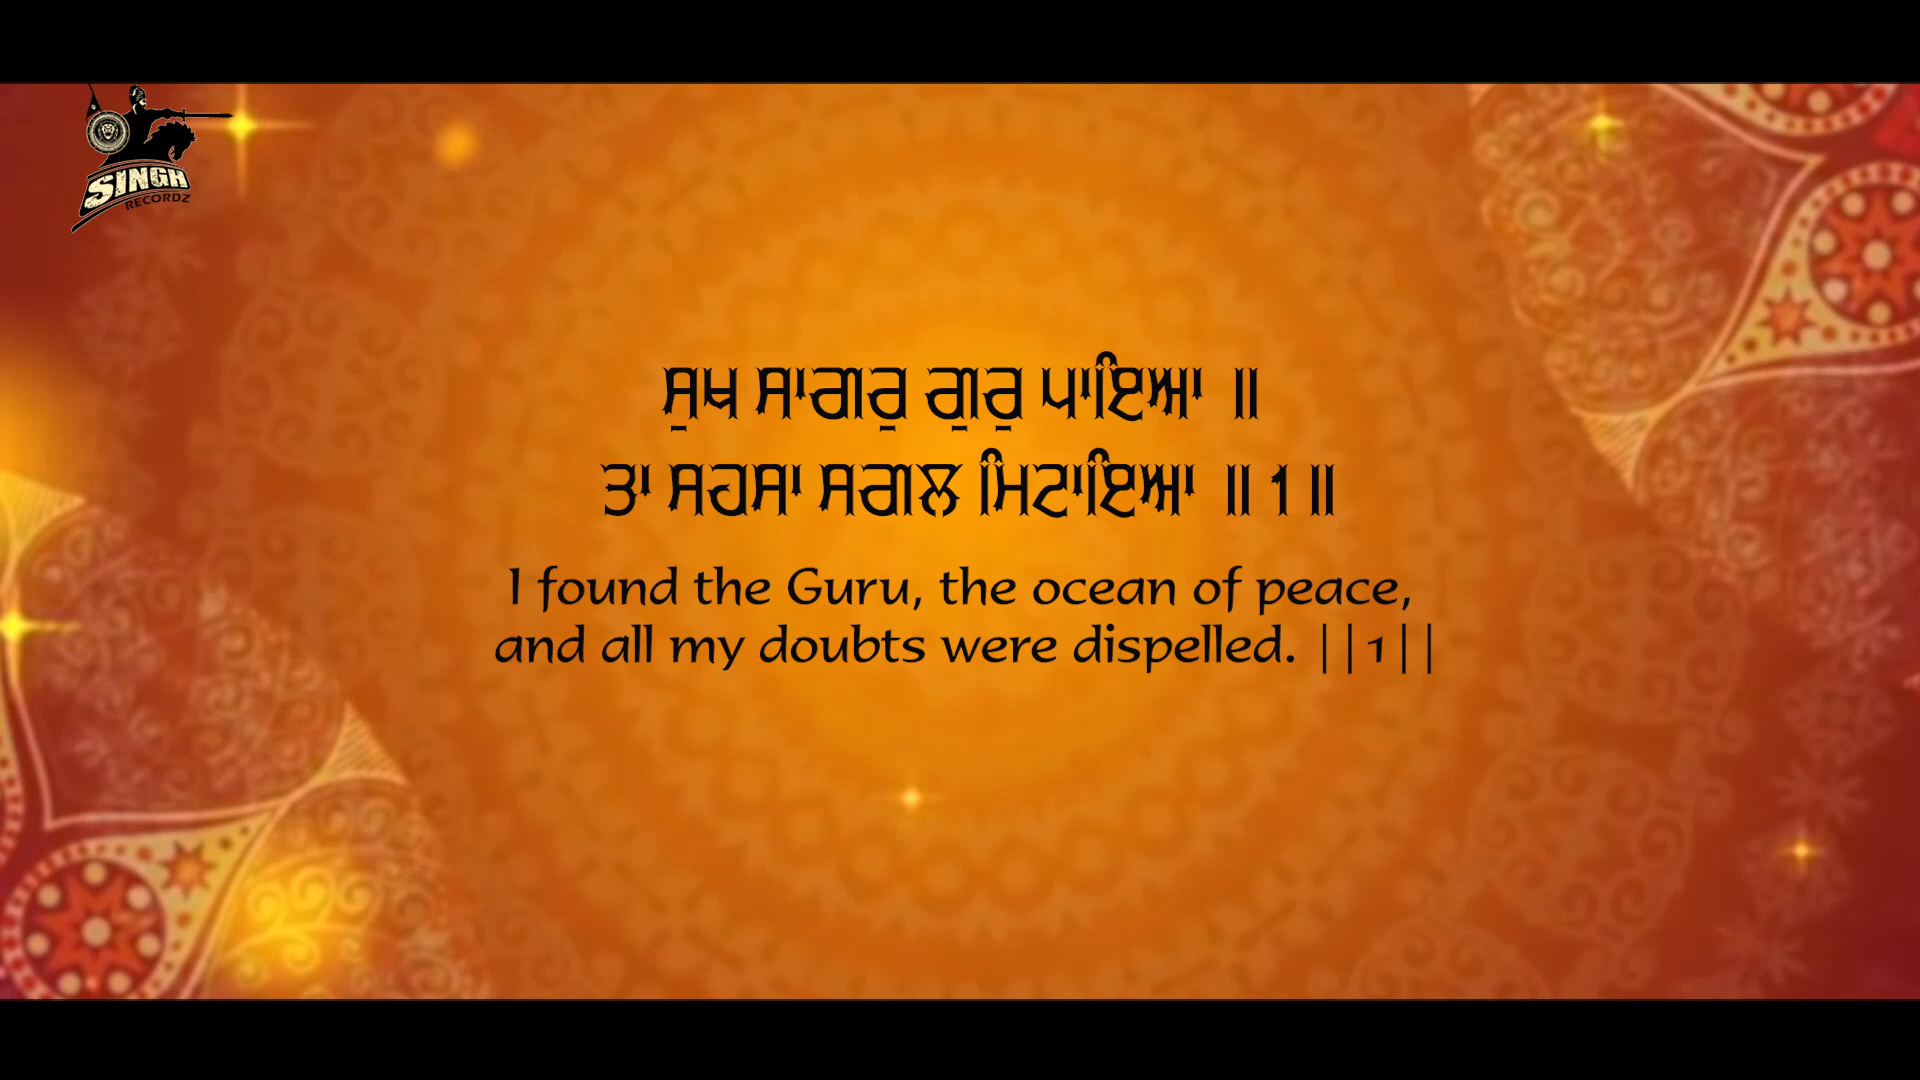 SINGH
RECORDZ
ਸੁਖ ਸਾਗਰੁ ਗੁਰੁ ਪਾਇਆ ॥
ਤਾ ਸਹਸਾ ਸਗਲ ਮਿਟਾਇਆ ॥1॥
I found the Guru, the ocean of peace,
and all my doubts were dispelled. ||1||